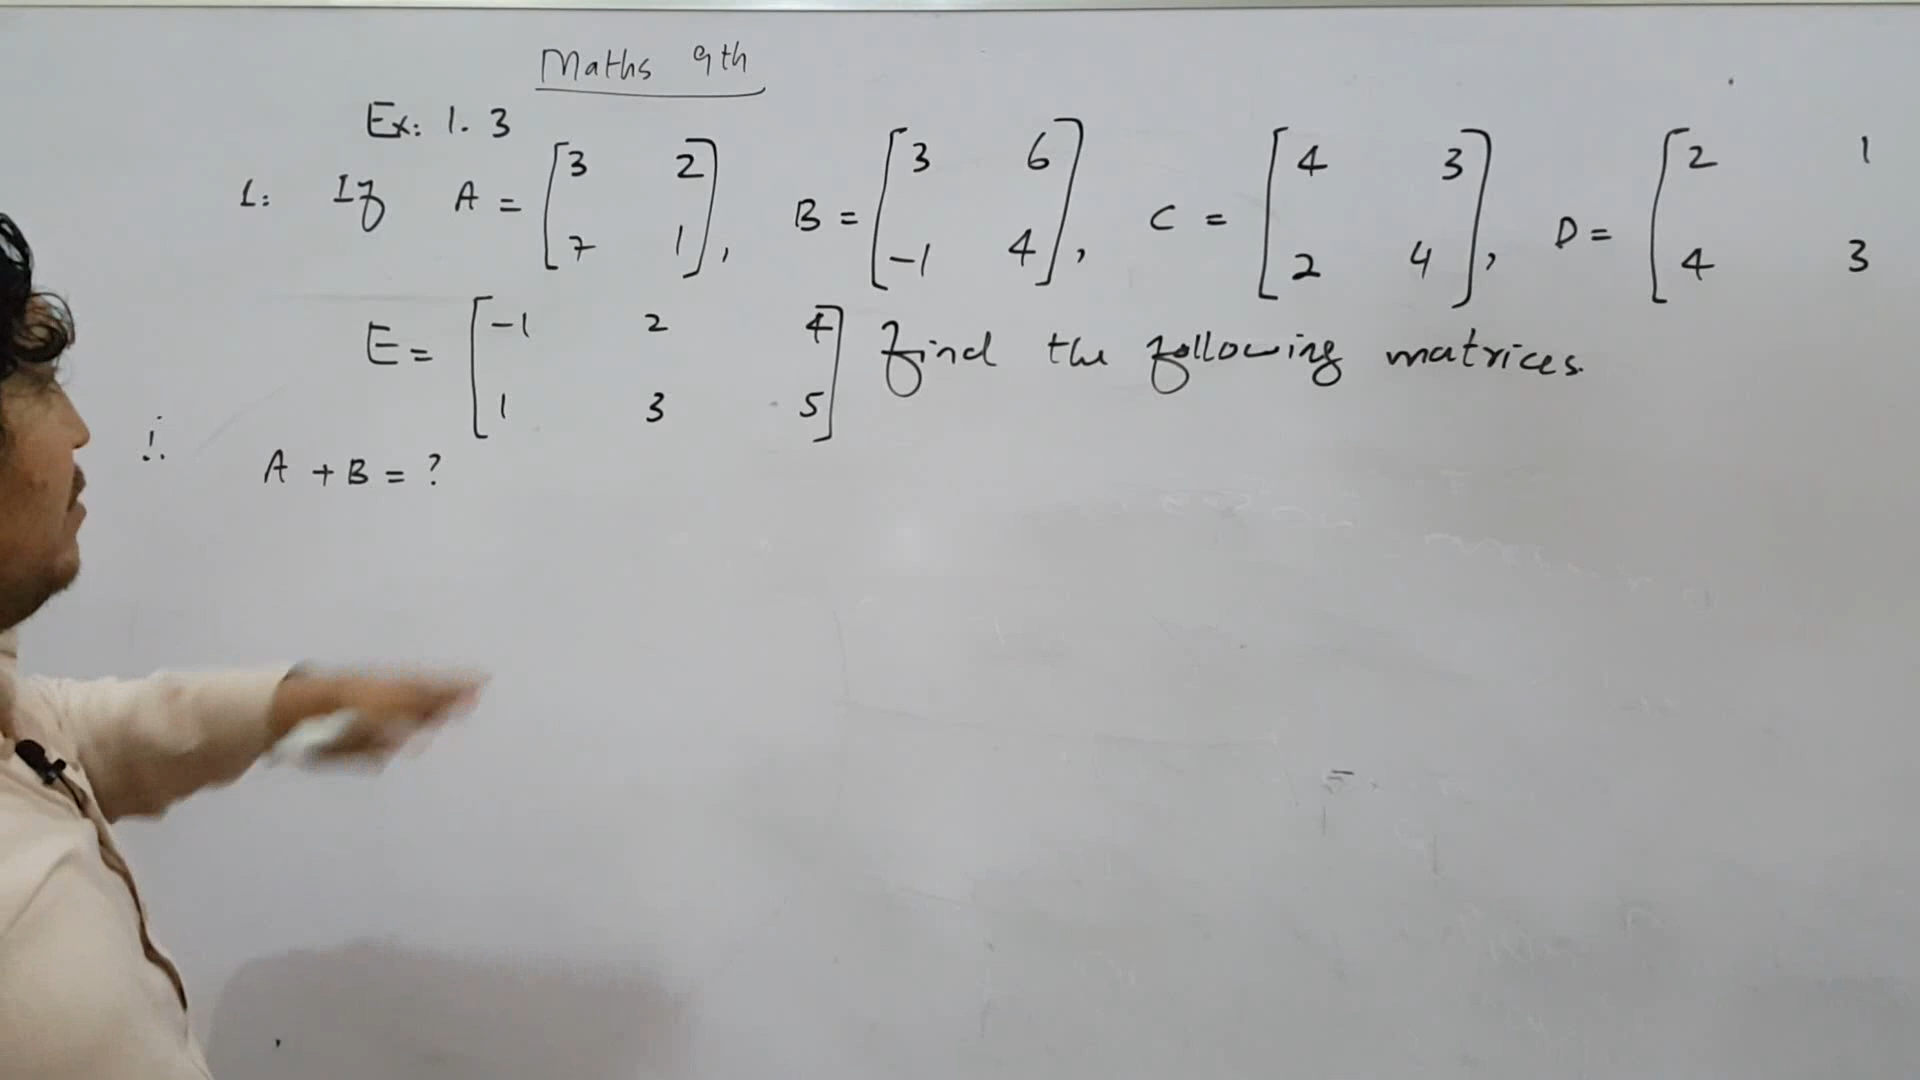 Maths 9th
Ex: 1.3
1: If A = [3 2
7 1], B = [3 6
-1 4], C = [4 3
2 4], D = [2 1
4 3
E = [-1 2 4
1 3 5] find the following matrices.
A + B = ?